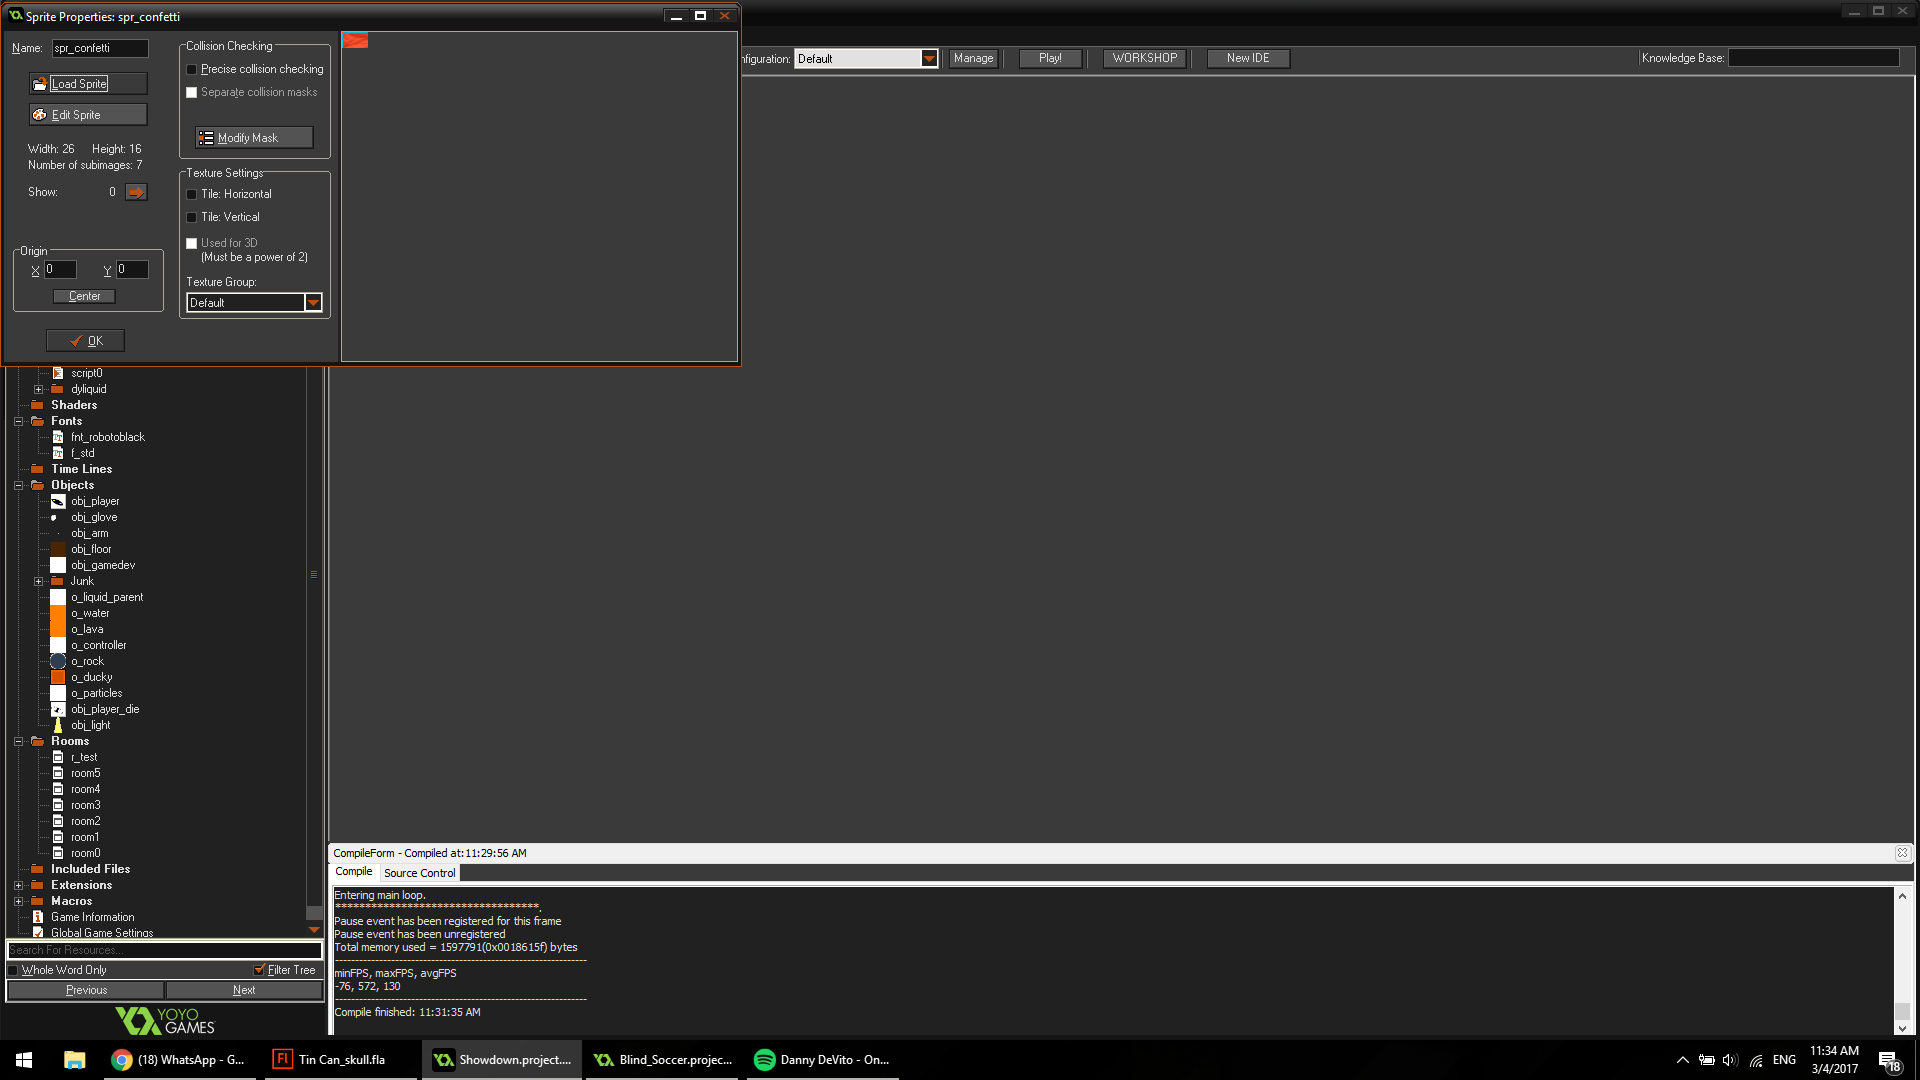 Sprite Properties: spr_confetti
Name: spr_confetti
Load Sprite
Edit Sprite
Width: 26 Height: 16
Number of subimages: 7
Show: 0
Origin
X 0 Y 0
Center
OK
Collision Checking
Precise collision checking
Separate collision masks
Modify Mask
Texture Settings
Tile: Horizontal
Tile: Vertical
Used for 3D
(Must be a power of 2)
Texture Group:
Default
nfiguration: Default Manage Play! WORKSHOP New IDE Knowledge Base:
script0
dyliquid
Shaders
Fonts
fnt_robotoblack
f_std
Time Lines
Objects
obj_player
obj_glove
obj_arm
obj_floor
obj_gamedev
Junk
o_liquid_parent
o_water
o_lava
o_controller
o_rock
o_ducky
o_particles
obj_player_die
obj_light
Rooms
r_test
room5
room4
room3
room2
room1
room0
Included Files
Extensions
Macros
Game Information
Global Game Settings
Search For Resources...
Whole Word Only Filter Tree
Previous Next
YOYO
GAMES
CompileForm - Compiled at:11:29:56 AM
Compile Source Control
Entering main loop.
***********************************.
Pause event has been registered for this frame
Pause event has been unregistered
Total memory used = 1597791(0x0018615f) bytes
minFPS, maxFPS, avgFPS
-76, 572, 130
Compile finished: 11:31:35 AM
(18) WhatsApp - G...
Fl Tin Can_skull.fla
Showdown.project....
Blind_Soccer.projec...
Danny DeVito - On...
ENG
11:34 AM
3/4/2017
18